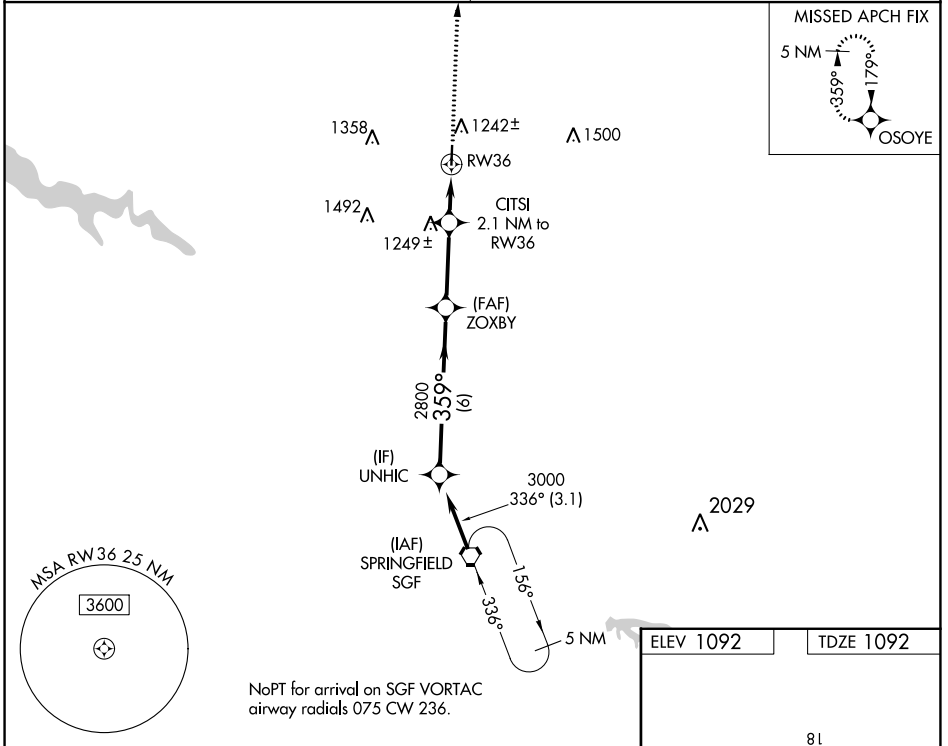 MISSED APCH FIX
5 NM
359°
179°
OSOYE
1358
1242±
1500
RW36
1492
1249±
CITSI
2.1 NM to
RW36
(FAF)
ZOXBY
2800
359°
(6)
(IF)
UNHIC
3000
336° (3.1)
2029
(IAF)
SPRINGFIELD
SGF
156°
336°
5 NM
MSA RW36 25 NM
3600
NoPT for arrival on SGF VORTAC
airway radials 075 CW 236.
ELEV 1092
TDZE 1092
18